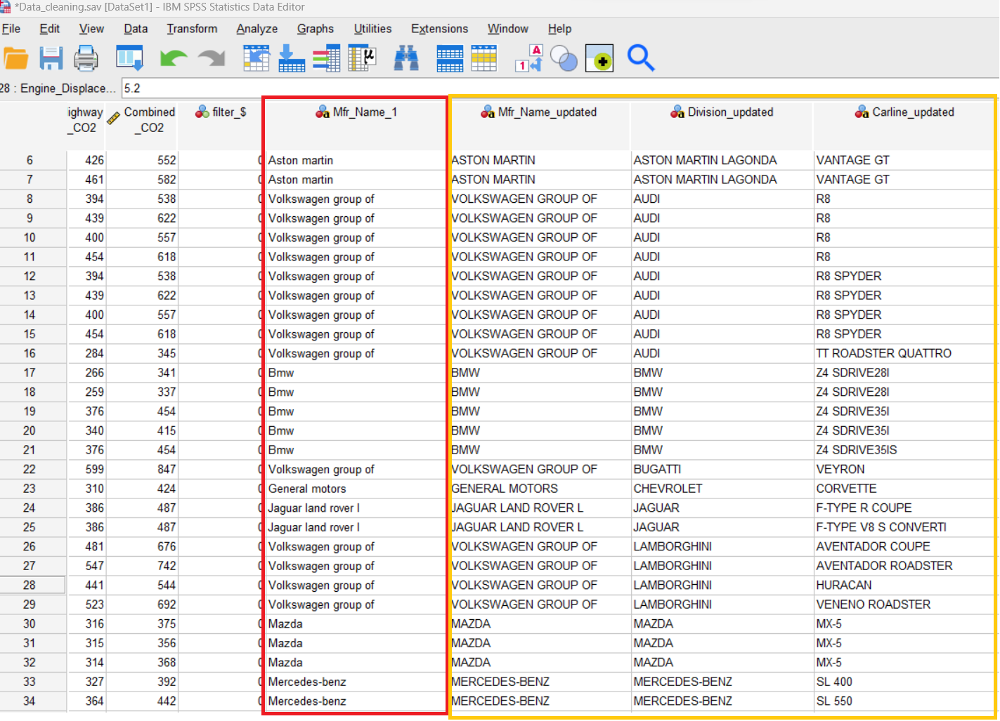 *Data_cleaning.sav [DataSet1] - IBM SPSS Statistics Data Editor
File Edit View Data Transform Analyze Graphs Utilities Extensions Window Help
A
1
µ
28 : Engine_Displace... 5.2
ighway_CO2 Combined_CO2 filter_$ Mfr_Name_1 Mfr_Name_updated Division_updated Carline_updated
6 426 552 0 Aston martin ASTON MARTIN ASTON MARTIN LAGONDA VANTAGE GT
7 461 582 0 Aston martin ASTON MARTIN ASTON MARTIN LAGONDA VANTAGE GT
8 394 538 0 Volkswagen group of VOLKSWAGEN GROUP OF AUDI R8
9 439 622 0 Volkswagen group of VOLKSWAGEN GROUP OF AUDI R8
10 400 557 0 Volkswagen group of VOLKSWAGEN GROUP OF AUDI R8
11 454 618 0 Volkswagen group of VOLKSWAGEN GROUP OF AUDI R8
12 394 538 0 Volkswagen group of VOLKSWAGEN GROUP OF AUDI R8 SPYDER
13 439 622 0 Volkswagen group of VOLKSWAGEN GROUP OF AUDI R8 SPYDER
14 400 557 0 Volkswagen group of VOLKSWAGEN GROUP OF AUDI R8 SPYDER
15 454 618 0 Volkswagen group of VOLKSWAGEN GROUP OF AUDI R8 SPYDER
16 284 345 0 Volkswagen group of VOLKSWAGEN GROUP OF AUDI TT ROADSTER QUATTRO
17 266 341 0 Bmw BMW BMW Z4 SDRIVE28I
18 259 337 0 Bmw BMW BMW Z4 SDRIVE28I
19 376 454 0 Bmw BMW BMW Z4 SDRIVE35I
20 340 415 0 Bmw BMW BMW Z4 SDRIVE35I
21 376 454 0 Bmw BMW BMW Z4 SDRIVE35IS
22 599 847 0 Volkswagen group of VOLKSWAGEN GROUP OF BUGATTI VEYRON
23 310 424 0 General motors GENERAL MOTORS CHEVROLET CORVETTE
24 386 487 0 Jaguar land rover l JAGUAR LAND ROVER L JAGUAR F-TYPE R COUPE
25 386 487 0 Jaguar land rover l JAGUAR LAND ROVER L JAGUAR F-TYPE V8 S CONVERTI
26 481 676 0 Volkswagen group of VOLKSWAGEN GROUP OF LAMBORGHINI AVENTADOR COUPE
27 547 742 0 Volkswagen group of VOLKSWAGEN GROUP OF LAMBORGHINI AVENTADOR ROADSTER
28 441 544 0 Volkswagen group of VOLKSWAGEN GROUP OF LAMBORGHINI HURACAN
29 523 692 0 Volkswagen group of VOLKSWAGEN GROUP OF LAMBORGHINI VENENO ROADSTER
30 316 375 0 Mazda MAZDA MAZDA MX-5
31 315 356 0 Mazda MAZDA MAZDA MX-5
32 314 368 0 Mazda MAZDA MAZDA MX-5
33 327 392 0 Mercedes-benz MERCEDES-BENZ MERCEDES-BENZ SL 400
34 364 442 0 Mercedes-benz MERCEDES-BENZ MERCEDES-BENZ SL 550